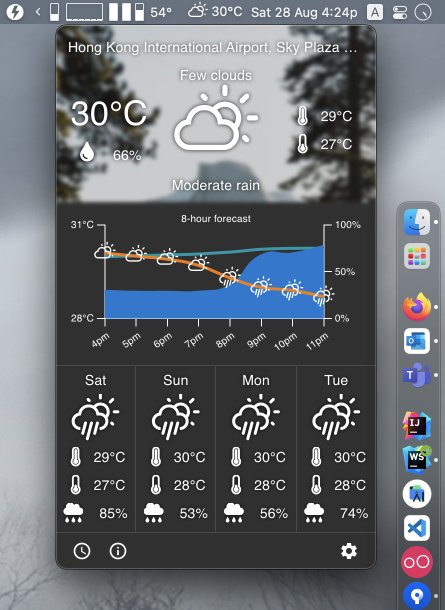 54° 30°C Sat 28 Aug 4:24p A
Hong Kong International Airport, Sky Plaza …
Few clouds
30°C
29°C
66%
27°C
Moderate rain
8-hour forecast
31°C 100%
50%
28°C 0%
4pm 5pm 6pm 7pm 8pm 9pm 10pm 11pm
Sat Sun Mon Tue
29°C 30°C 30°C 30°C
27°C 28°C 28°C 28°C
85% 53% 56% 74%
IJ
WS